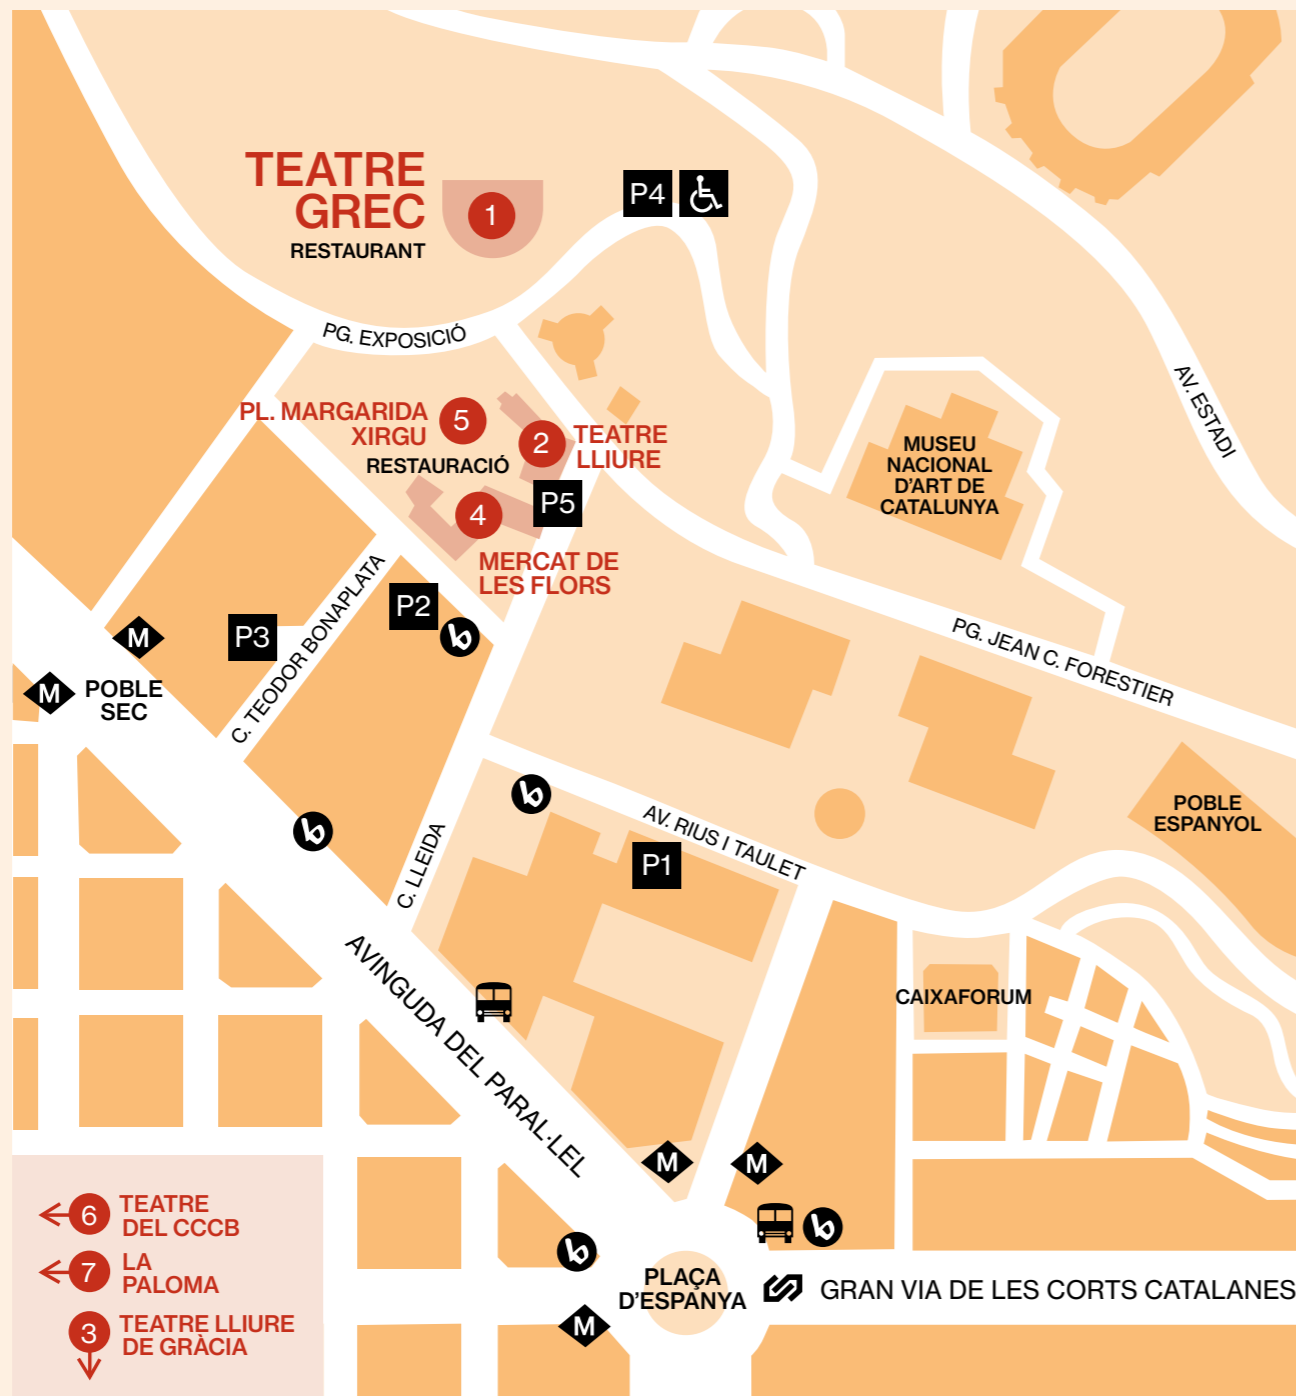 TEATRE
GREC
RESTAURANT
1
P4
PG. EXPOSICIÓ
AV. ESTADI
PL. MARGARIDA
XIRGU
5
RESTAURACIÓ
2
TEATRE
LLIURE
P5
4
MERCAT DE
LES FLORS
MUSEU
NACIONAL
D'ART DE
CATALUNYA
P2
b
P3
C. TEODOR BONAPLATA
M
M
POBLE
SEC
PG. JEAN C. FORESTIER
POBLE
ESPANYOL
b
b
AV. RIUS I TAULET
P1
C. LLEIDA
AVINGUDA DEL PARAL·LEL
CAIXAFORUM
M
M
b
b
M
PLAÇA
D'ESPANYA
GRAN VIA DE LES CORTS CATALANES
6
TEATRE
DEL CCCB
7
LA
PALOMA
3
TEATRE LLIURE
DE GRÀCIA